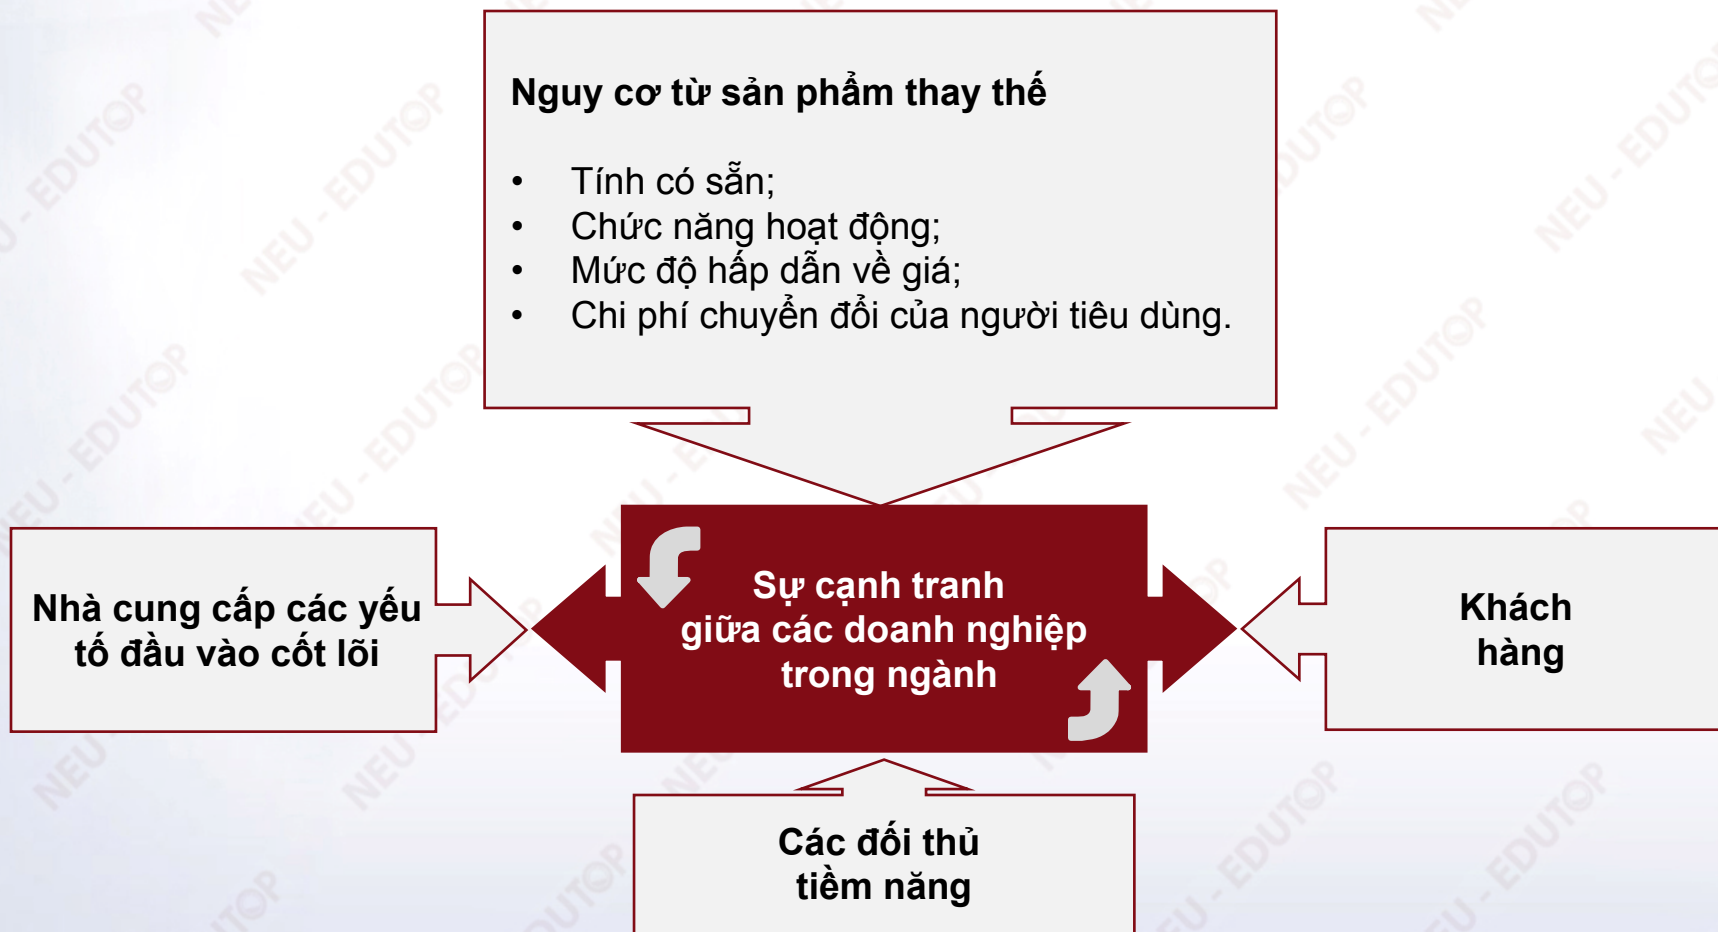 Nguy cơ từ sản phẩm thay thế
• Tính có sẵn;
• Chức năng hoạt động;
• Mức độ hấp dẫn về giá;
• Chi phí chuyển đổi của người tiêu dùng.
Nhà cung cấp các yếu
tố đầu vào cốt lõi
Sự cạnh tranh
giữa các doanh nghiệp
trong ngành
Khách
hàng
Các đối thủ
tiềm năng
NEU - EDUTOP